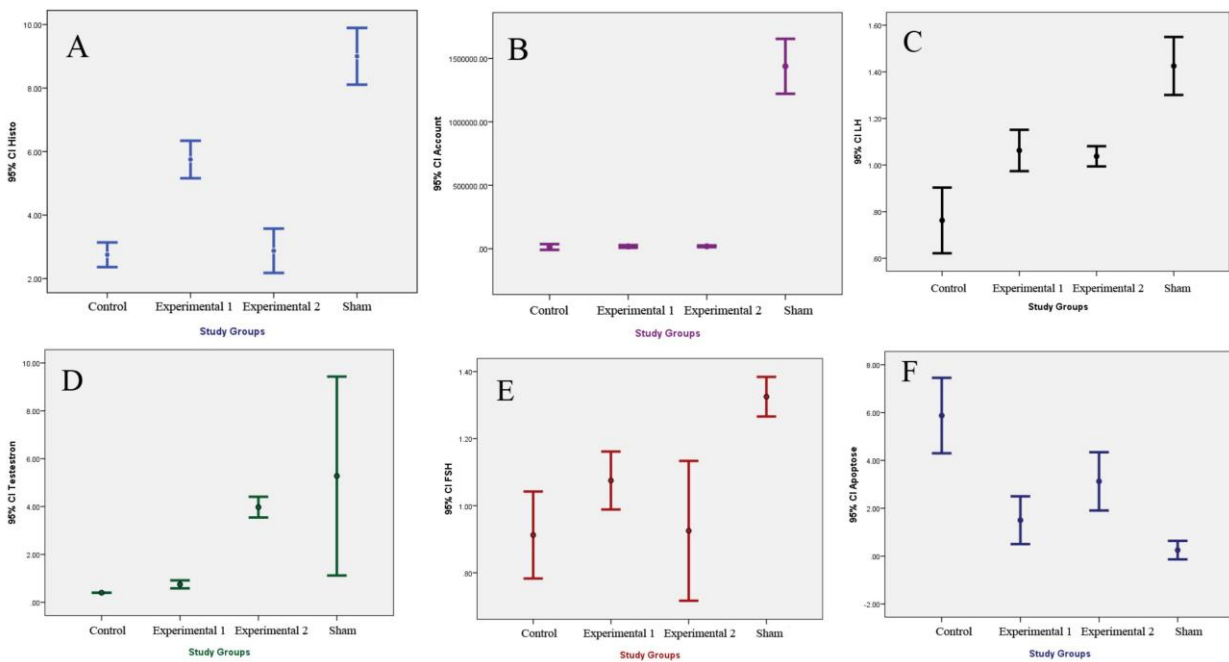 A
95% CI Histo
10.00
8.00
6.00
4.00
2.00
Control Experimental 1 Experimental 2 Sham
Study Groups
B
95% CI Account
1500000.00
1000000.00
500000.00
.00
Control Experimental 1 Experimental 2 Sham
Study Groups
C
95% CI LH
1.60
1.40
1.20
1.00
.80
.60
Control Experimental 1 Experimental 2 Sham
Study Groups
D
95% CI Testestron
10.00
8.00
6.00
4.00
2.00
.00
Control Experimental 1 Experimental 2 Sham
Study Groups
E
95% CI FSH
1.40
1.20
1.00
.80
Control Experimental 1 Experimental 2 Sham
Study Groups
F
95% CI Apoptose
8.00
6.00
4.00
2.00
.00
-2.00
Control Experimental 1 Experimental 2 Sham
Study Groups